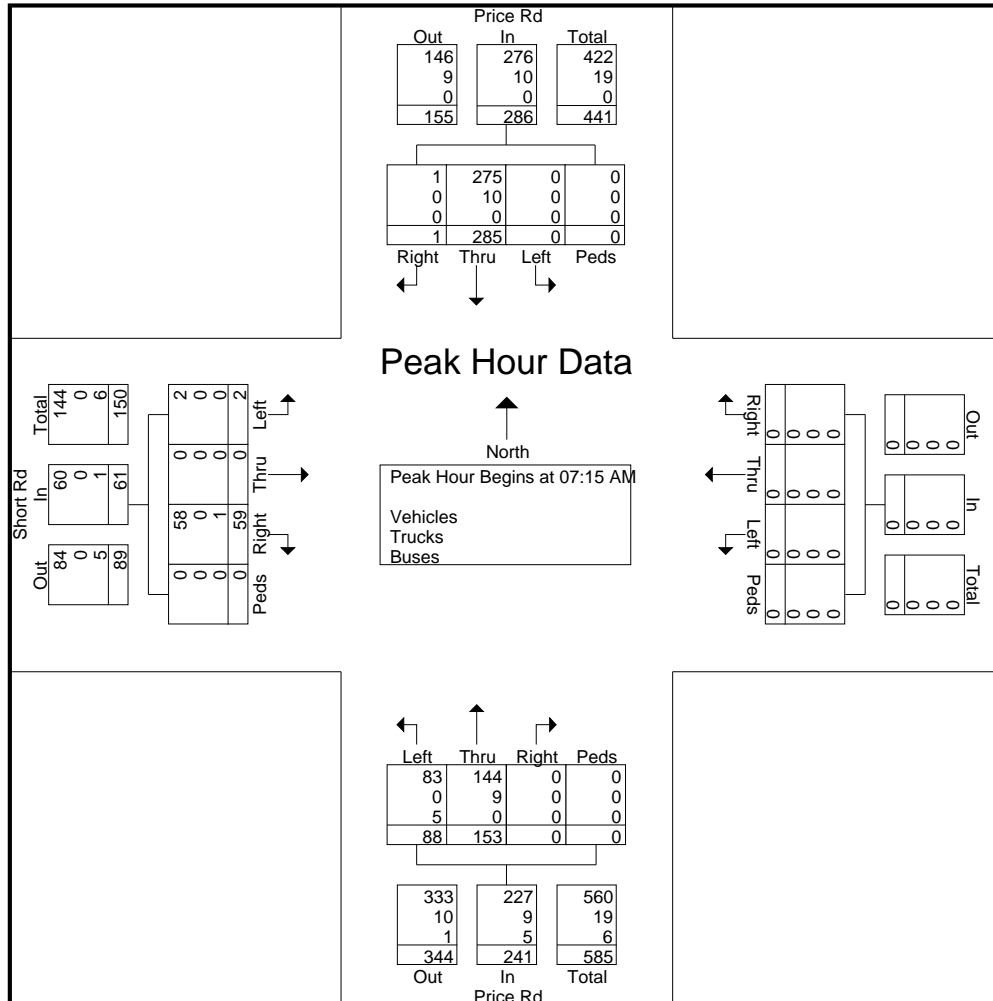 Price Rd
Out In Total
146 276 422
9 10 19
0 0 0
155 286 441
1 275 0 0
0 10 0 0
0 0 0 0
1 285 0 0
Right Thru Left Peds
Peak Hour Data
North
Peak Hour Begins at 07:15 AM
Vehicles
Trucks
Buses
Short Rd
Total In Out
144 60 84
0 0 0
6 1 5
150 61 89
2 0 58 0
0 0 0 0
0 0 1 0
2 0 59 0
Left Thru Right Peds
Right Thru Left Peds
0 0 0 0
0 0 0 0
0 0 0 0
0 0 0 0
Out In Total
0 0 0
0 0 0
0 0 0
0 0 0
Left Thru Right Peds
83 144 0 0
0 9 0 0
5 0 0 0
88 153 0 0
333 227 560
10 9 19
1 5 6
344 241 585
Out In Total
Price Rd